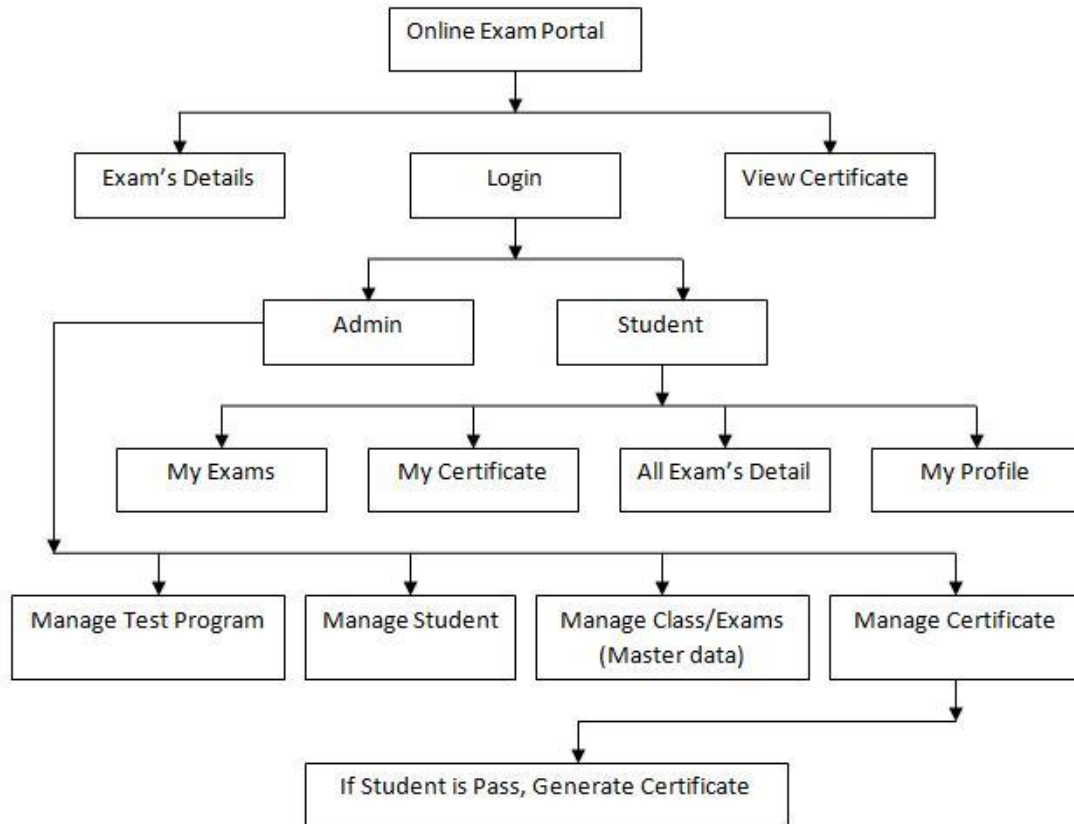 Online Exam Portal
Exam’s Details
Login
View Certificate
Admin
Student
My Exams
My Certificate
All Exam’s Detail
My Profile
Manage Test Program
Manage Student
Manage Class/Exams
(Master data)
Manage Certificate
If Student is Pass, Generate Certificate